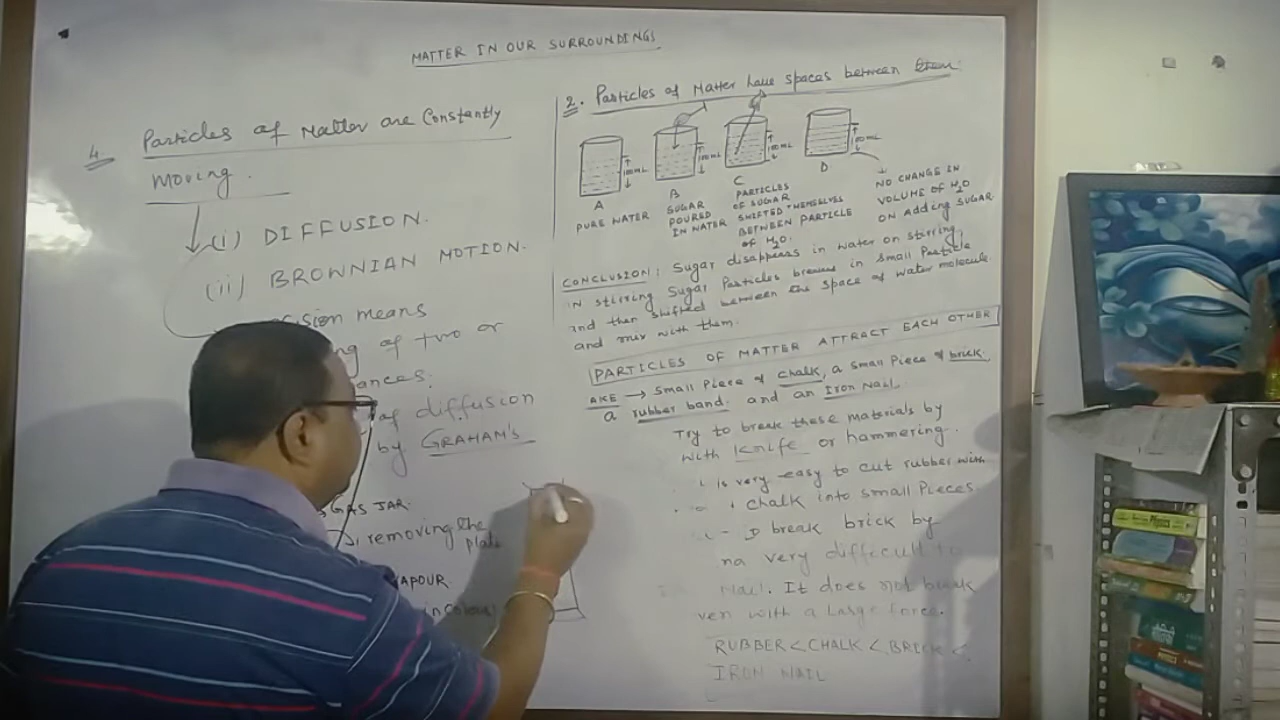 MATTER IN OUR SURROUNDINGS
4. Particles of Matter are Constantly
moving.
(i) DIFFUSION.
(ii) BROWNIAN MOTION.
means
of two or
of diffusion
by GRAHAM'S
GAS JAR.
removing the
plate
VAPOUR
in colour
2. Particles of Matter have spaces between them.
100mL
100mL
100mL
100mL
A
B
C
D
PURE WATER
SUGAR
POURED
IN WATER
PARTICLES
OF SUGAR
SHIFTED THEMSELVES
BETWEEN PARTICLE
OF H2O.
NO CHANGE IN
VOLUME OF H2O
ON Adding SUGAR
CONCLUSION: Sugar disappears in water on stirring
IN stirring Sugar Particles in small Particle
and then shifted between the space of water molecule.
and mix with them.
PARTICLES OF MATTER ATTRACT EACH OTHER
AKE → small Piece of chalk, a small Piece of brick.
a rubber band. and an Iron Nail.
Try to break these materials by
with knife or hammering.
is very easy to cut rubber with
chalk into small Pieces
break brick by
very difficult to
Nail. It does not break
ven with a large force.
RUBBER < CHALK < BRICK <
IRON NAIL